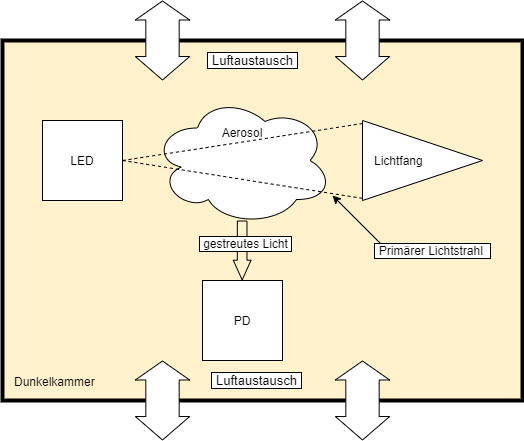 Luftaustausch
Aerosol
LED
Lichtfang
gestreutes Licht
Primärer Lichtstrahl
PD
Dunkelkammer
Luftaustausch